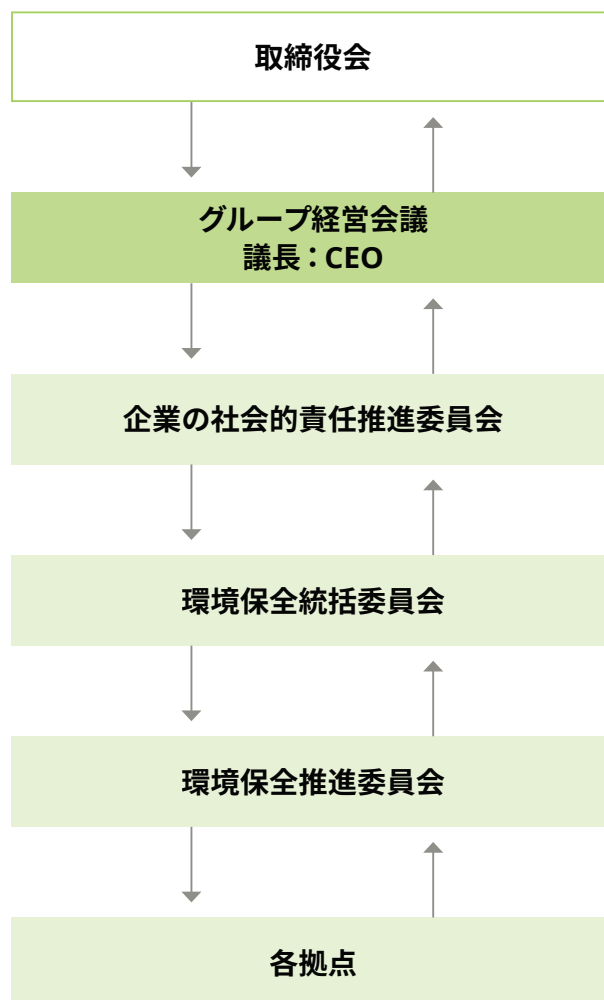 取締役会
グループ経営会議
議長：CEO
企業の社会的責任推進委員会
環境保全統括委員会
環境保全推進委員会
各拠点